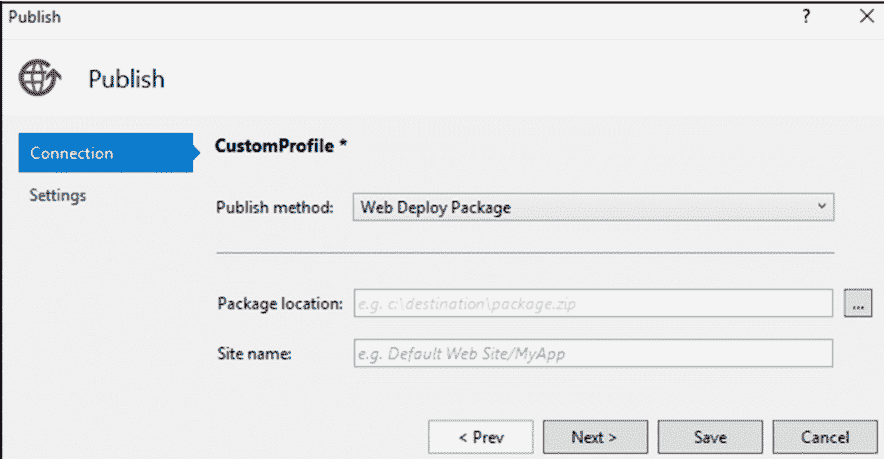 Publish
?
Publish
Connection
CustomProfile *
Settings
Publish method: Web Deploy Package
Package location: e.g. c:\destination\package.zip ...
Site name: e.g. Default Web Site/MyApp
< Prev Next > Save Cancel